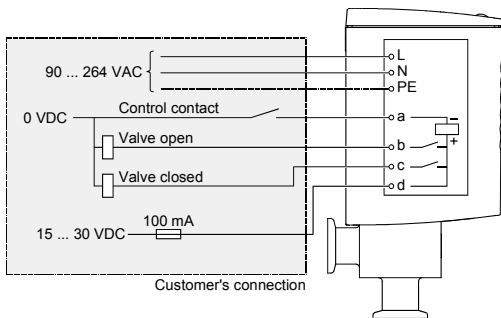 90 ... 264 VAC
L
N
PE
0 VDC
Control contact
a
−
+
Valve open
b
Valve closed
c
d
15 ... 30 VDC
100 mA
Customer's connection